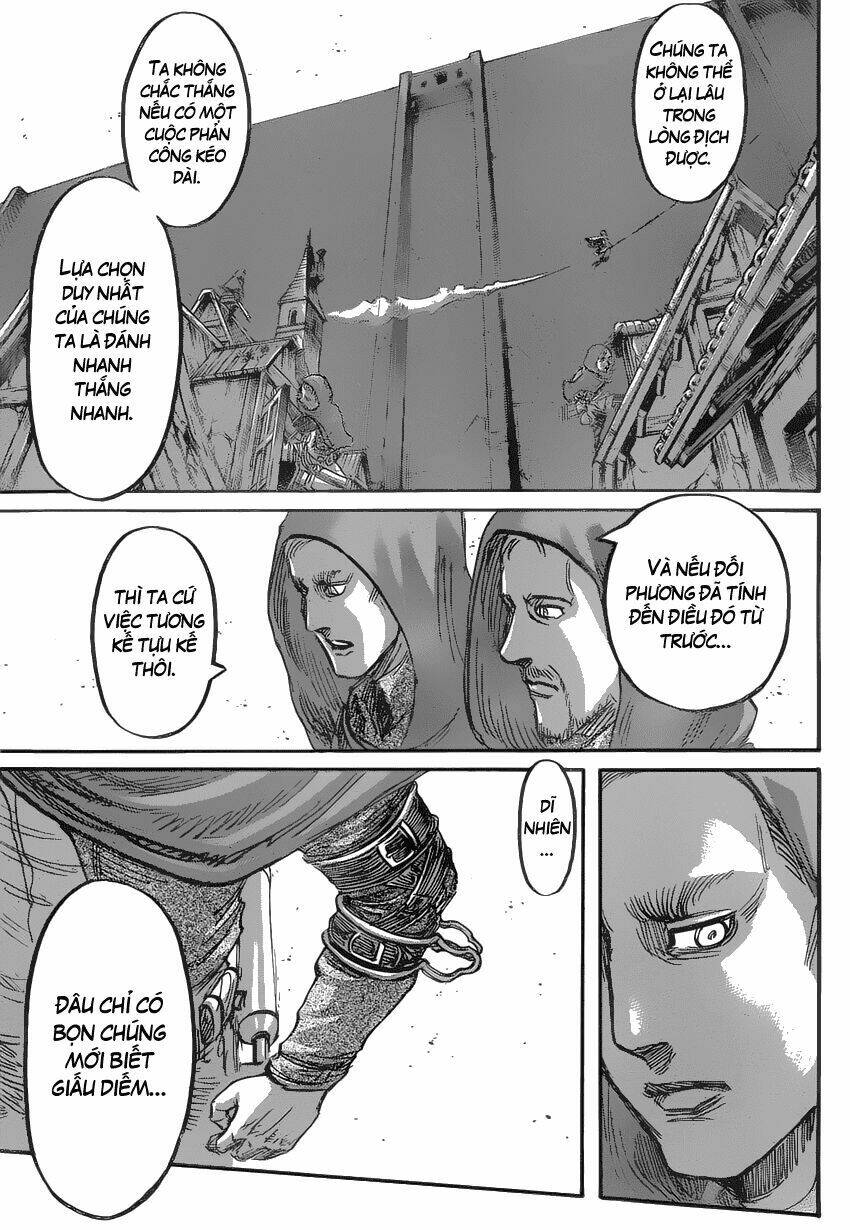 CHÚNG TA
KHÔNG THỂ
Ở LẠI LÂU
TRONG
LÒNG ĐỊCH
ĐƯỢC.
TA KHÔNG
CHẮC THẮNG
NẾU CÓ MỘT
CUỘC PHẢN
CÔNG KÉO
DÀI.
LỰA CHỌN
DUY NHẤT
CỦA CHÚNG
TA LÀ ĐÁNH
NHANH
THẮNG
NHANH.
VÀ NẾU ĐỐI
PHƯƠNG ĐÃ TÍNH
ĐẾN ĐIỀU ĐÓ TỪ
TRƯỚC...
THÌ TA CỨ
VIỆC TƯƠNG
KẾ TỰU KẾ
THÔI.
DĨ
NHIÊN
...
ĐÂU CHỈ CÓ
BỌN CHÚNG
MỚI BIẾT
GIẤU DIẾM...